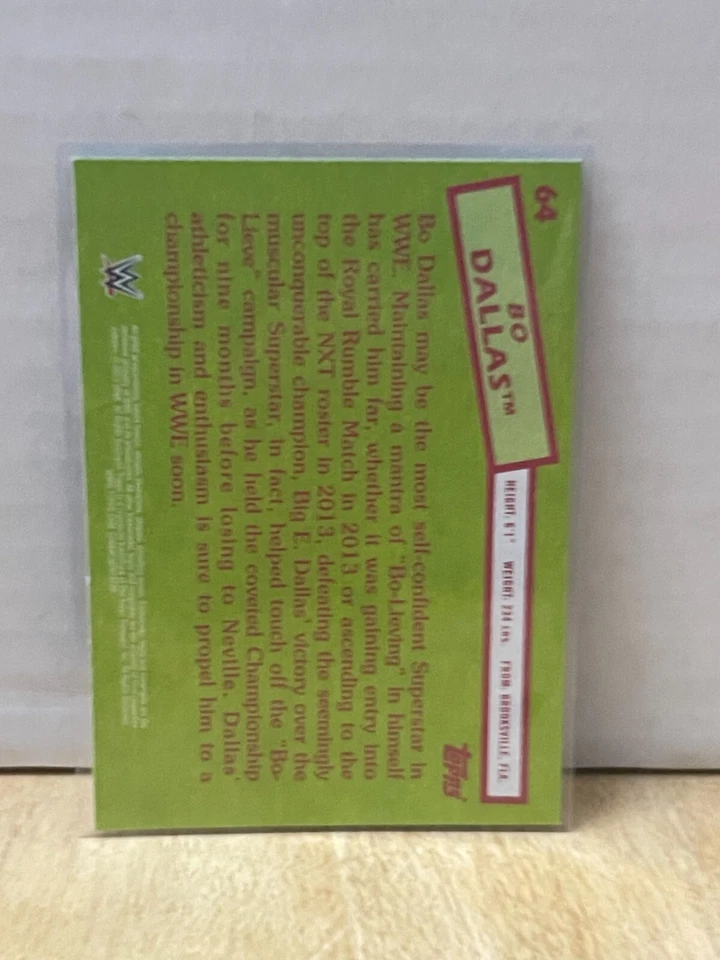 64
BO
DALLAS™
HEIGHT: 6'1" WEIGHT: 234 LBS. FROM: BROOKSVILLE, FLA.
Topps
Bo Dallas may be the most self-confident Superstar in
WWE. Maintaining a mantra of "Bo-Lieving" in himself
has carried him far, whether it was gaining entry into
the Royal Rumble Match in 2013 or ascending to the
top of the NXT roster in 2013, defeating the seemingly
unconquerable champion, Big E. Dallas' victory over the
muscular Superstar, in fact, helped touch off the "Bo-
Lieve" campaign, as he held the coveted Championship
for nine months before losing to Neville. Dallas'
athleticism and enthusiasm is sure to propel him to a
championship in WWE soon.
W